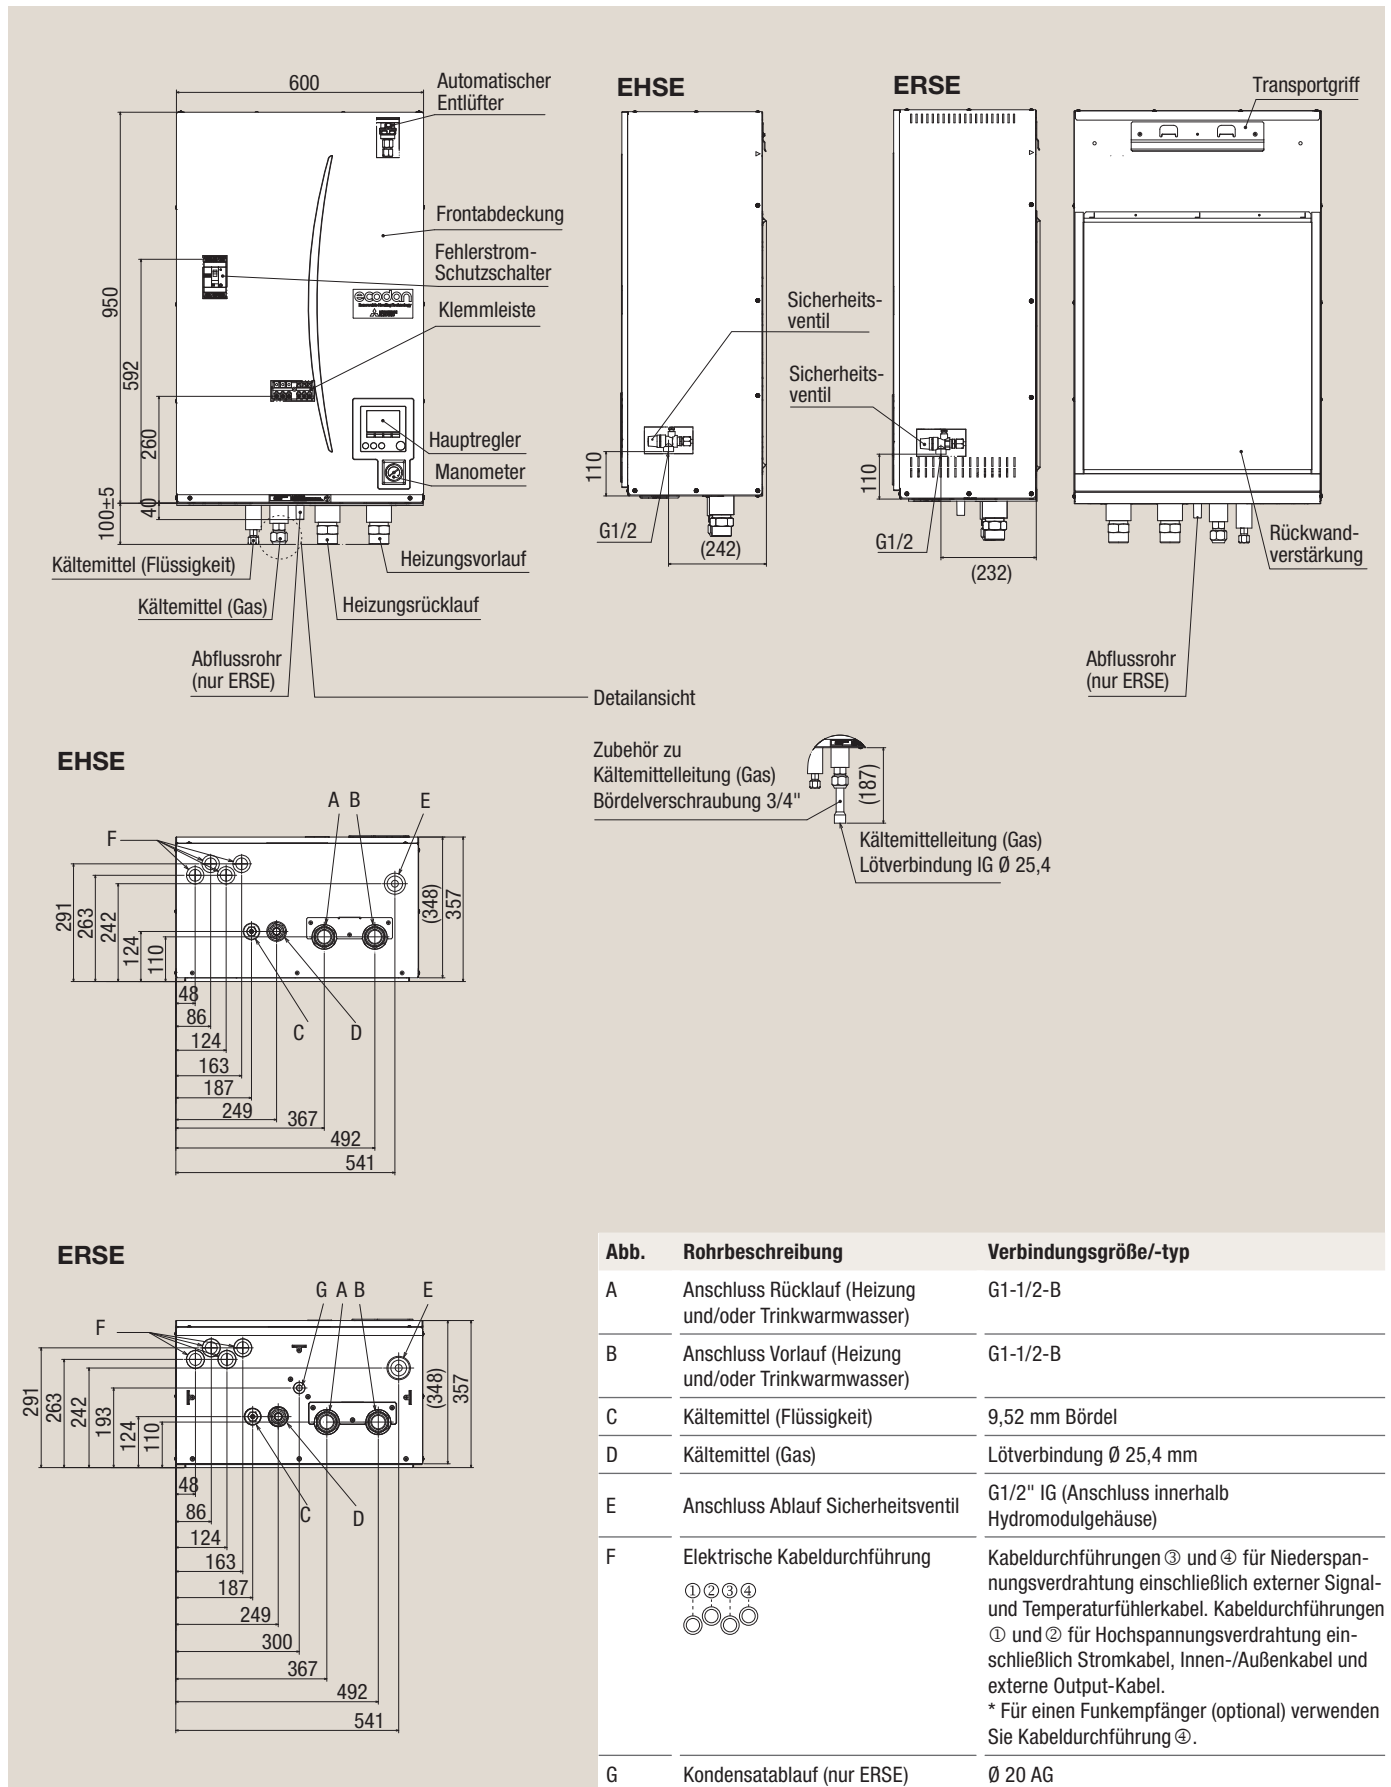 600
Automatischer
Entlüfter
EHSE
ERSE
Transportgriff
Frontabdeckung
Fehlerstrom-
Schutzschalter
Klemmleiste
ecodan
Sicherheits-
ventil
Sicherheits-
ventil
950
592
260
100±5
40
Hauptregler
Manometer
110
110
G1/2
(242)
G1/2
(232)
Rückwand-
verstärkung
Kältemittel (Flüssigkeit)
Heizungsvorlauf
Kältemittel (Gas)
Heizungsrücklauf
Abflussrohr
(nur ERSE)
Abflussrohr
(nur ERSE)
Detailansicht
EHSE
Zubehör zu
Kältemittelleitung (Gas)
Bördelverschraubung 3/4"
(187)
Kältemittelleitung (Gas)
Lötverbindung IG Ø 25,4
A B E
F
291
263
242
124
110
(348)
357
48
86
124
163
187
249
367
492
541
C D
ERSE
G A B E
F
291
263
242
193
124
110
(348)
357
48
86
124
163
187
249
300
367
492
541
C D
Abb. Rohrbeschreibung Verbindungsgröße/-typ
A Anschluss Rücklauf (Heizung G1-1/2-B
und/oder Trinkwarmwasser)
B Anschluss Vorlauf (Heizung G1-1/2-B
und/oder Trinkwarmwasser)
C Kältemittel (Flüssigkeit) 9,52 mm Bördel
D Kältemittel (Gas) Lötverbindung Ø 25,4 mm
E Anschluss Ablauf Sicherheitsventil G1/2" IG (Anschluss innerhalb
Hydromodulgehäuse)
F Elektrische Kabeldurchführung Kabeldurchführungen ③ und ④ für Niederspan-
①②③④ nungsverdrahtung einschließlich externer Signal-
und Temperaturfühlerkabel. Kabeldurchführungen
① und ② für Hochspannungsverdrahtung ein-
schließlich Stromkabel, Innen-/Außenkabel und
externe Output-Kabel.
* Für einen Funkempfänger (optional) verwenden
Sie Kabeldurchführung ④.
G Kondensatablauf (nur ERSE) Ø 20 AG